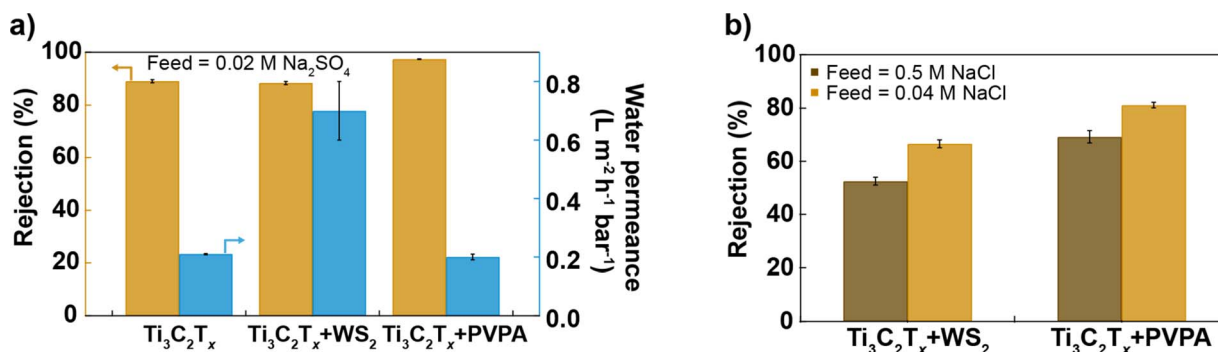 a)
Rejection (%)
100
80
60
40
20
0
Feed = 0.02 M Na₂SO₄
0.8
0.6
0.4
0.2
0.0
Water permeance
(L m⁻² h⁻¹ bar⁻¹)
Ti₃C₂Tₓ
Ti₃C₂Tₓ+WS₂
Ti₃C₂Tₓ+PVPA
b)
Rejection (%)
100
80
60
40
20
0
Feed = 0.5 M NaCl
Feed = 0.04 M NaCl
Ti₃C₂Tₓ+WS₂
Ti₃C₂Tₓ+PVPA